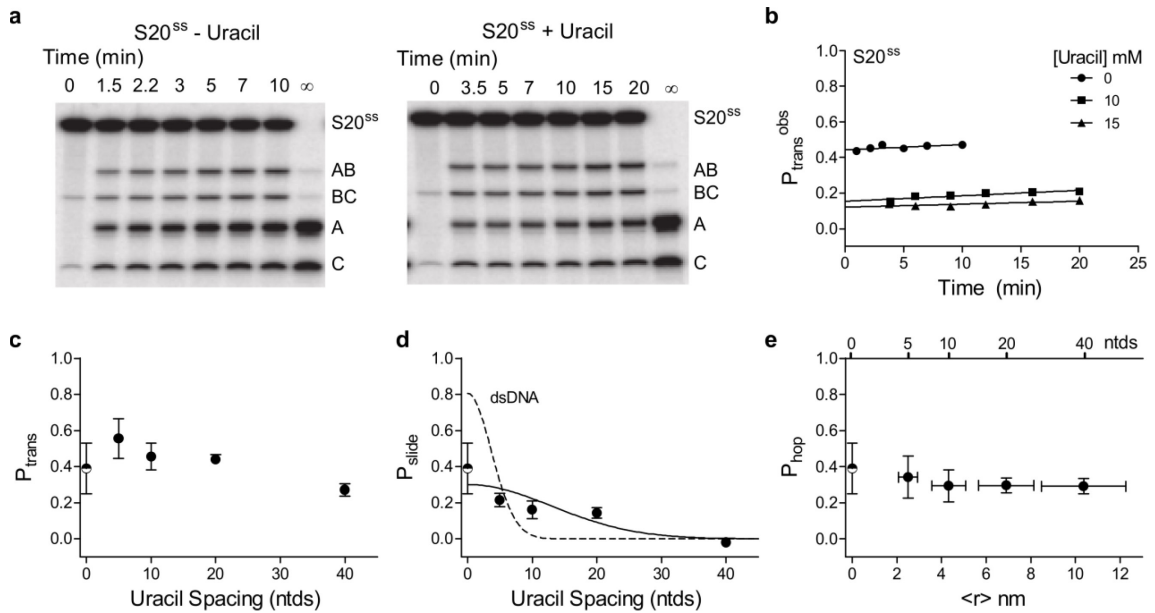 a
S20ss - Uracil
Time (min)
0 1.5 2.2 3 5 7 10 ∞
S20ss
AB
BC
A
C
S20ss + Uracil
Time (min)
0 3.5 5 7 10 15 20 ∞
S20ss
AB
BC
A
C
b
S20ss
[Uracil] mM
0
10
15
Ptransobs
1.0
0.8
0.6
0.4
0.2
0.0
0 5 10 15 20 25
Time (min)
c
Ptrans
1.0
0.8
0.6
0.4
0.2
0.0
0 10 20 30 40
Uracil Spacing (ntds)
d
dsDNA
Pslide
1.0
0.8
0.6
0.4
0.2
0.0
0 10 20 30 40
Uracil Spacing (ntds)
e
0 5 10 20 40 ntds
Phop
1.0
0.8
0.6
0.4
0.2
0.0
0 2 4 6 8 10 12
<r> nm